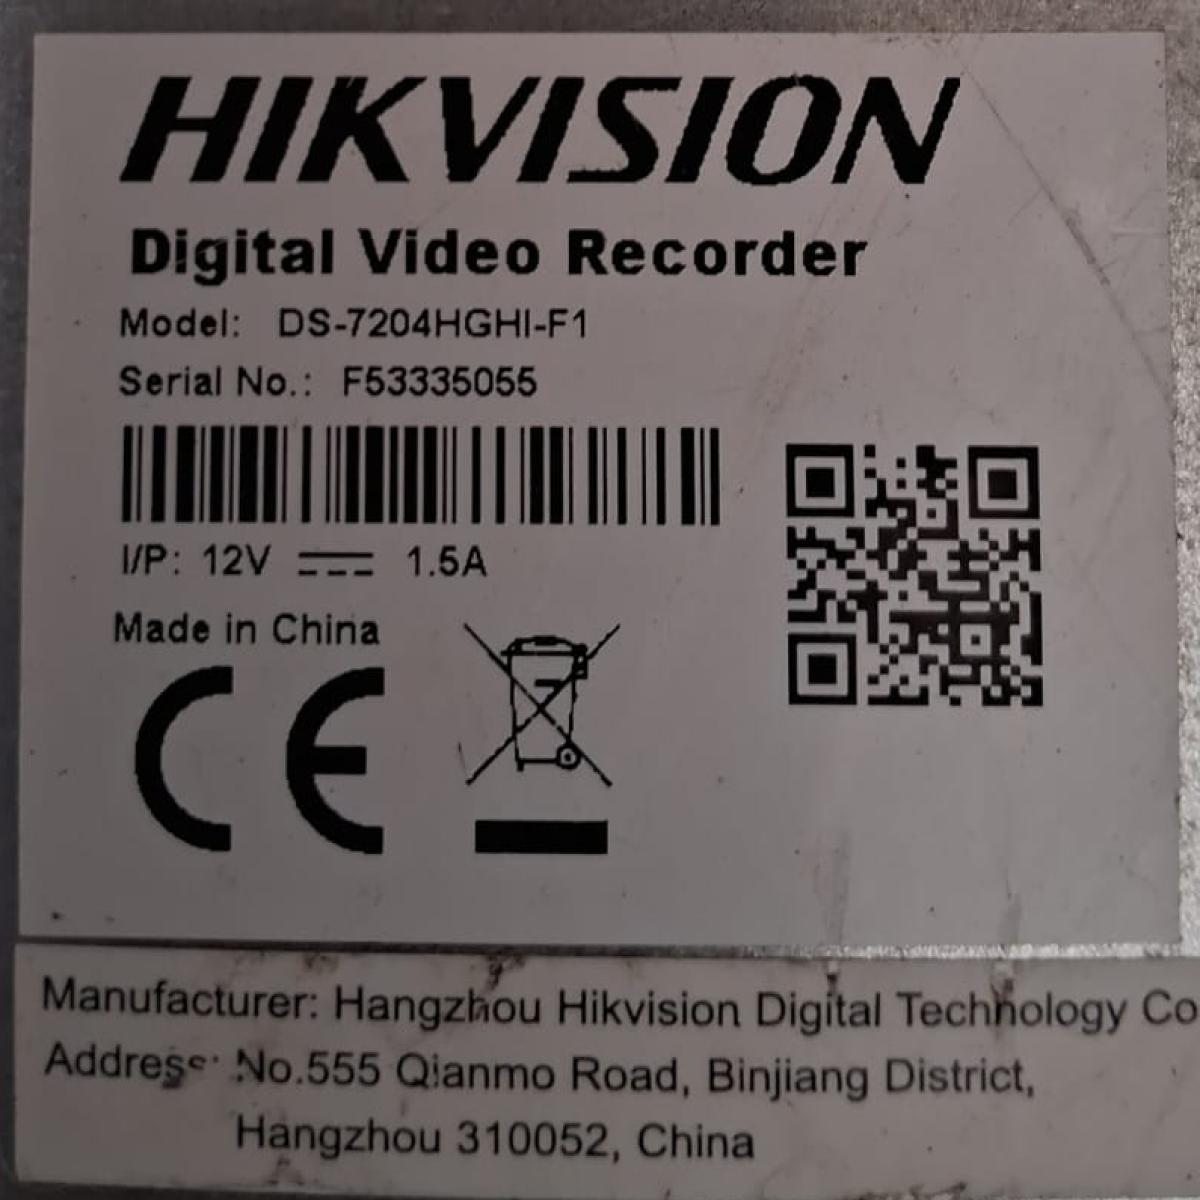 HIKVISION
Digital Video Recorder
Model: DS-7204HGHI-F1
Serial No.: F53335055
I/P: 12V ⎓ 1.5A
Made in China
CE
Manufacturer: Hangzhou Hikvision Digital Technology Co
Address: No.555 Qianmo Road, Binjiang District,
Hangzhou 310052, China